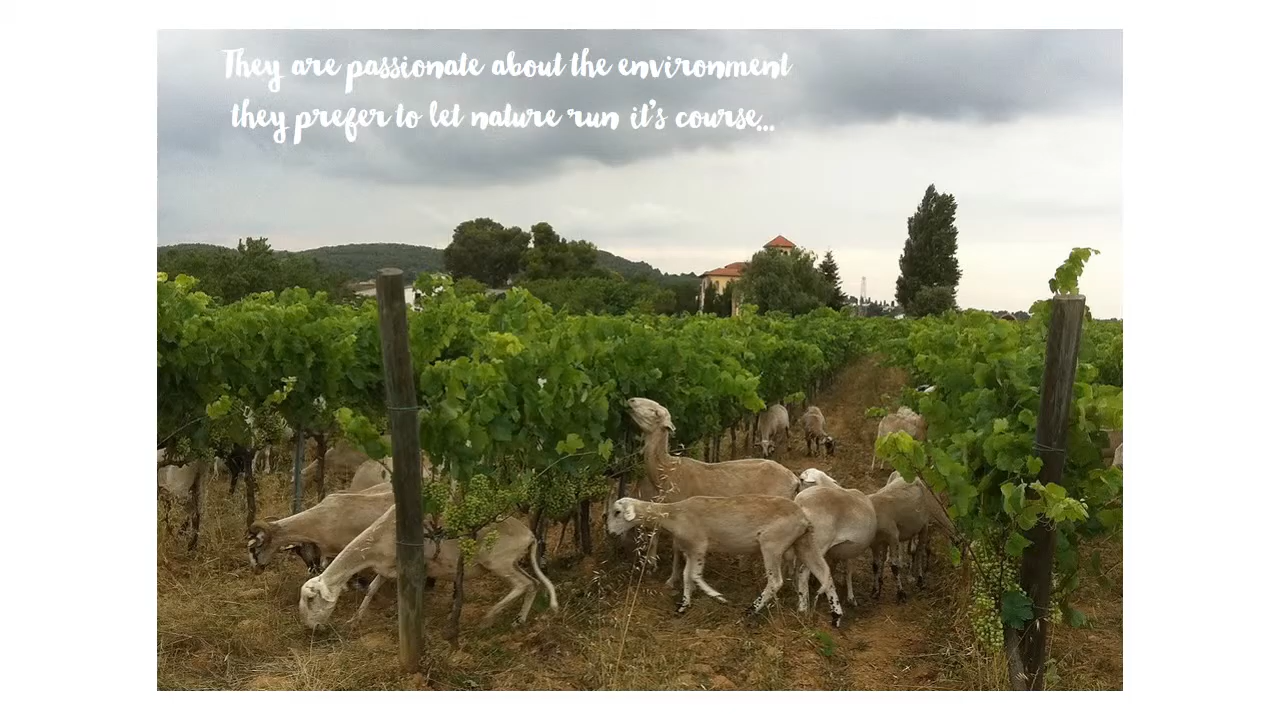 They are passionate about the environment
they prefer to let nature run it's course...